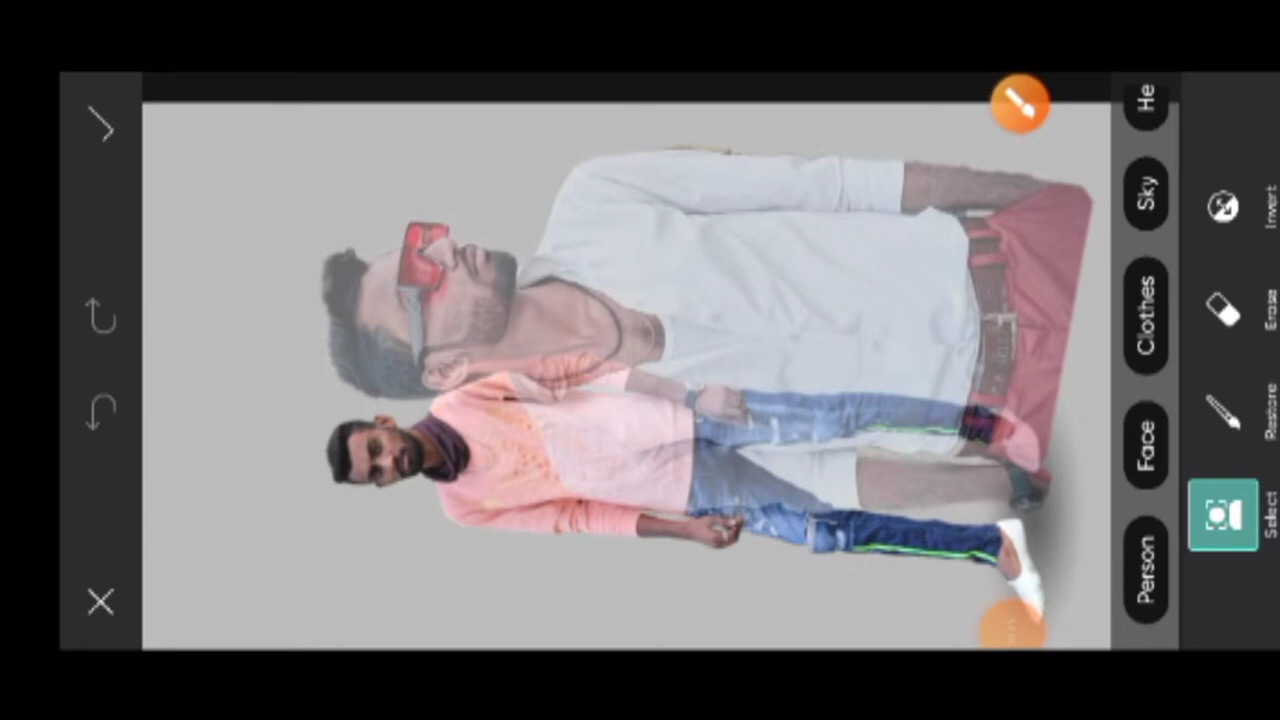 Person
Face
Clothes
Sky
He
Select
Restore
Erase
Invert